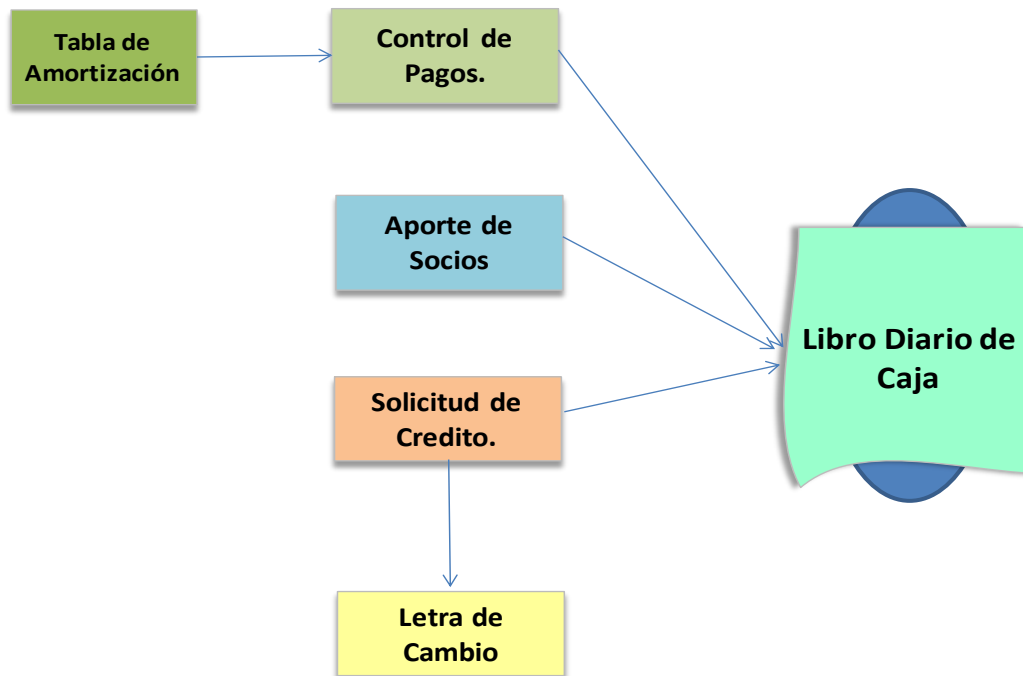 Tabla de
Amortización
Control de
Pagos.
Aporte de
Socios
Libro Diario de
Caja
Solicitud de
Credito.
Letra de
Cambio